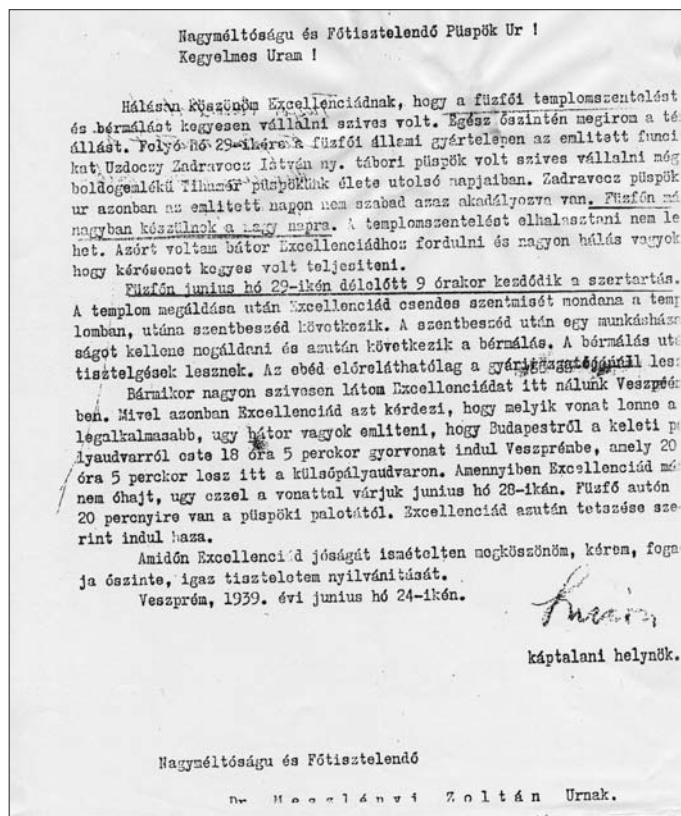 Nagyméltóságu és Főtisztelendő Püspök Ur !
Kegyelmes Uram !
Hálásan köszönöm Excellenciádnak, hogy a füzfői templomszentelést
és bérmálást kegyesen vállalni szives volt. Egész őszintén megirom a té
állást. Folyó hó 29-ikére a füzfői állami gyártelepen az emlitett funci
kat Uzdoczy Zadravecz István ny. tábori püspök volt szives vállalni még
boldogemlékü Tihamér püspökünk élete utolsó napjaiban. Zadravecz püspök
ur azonban az emlitett napon nem szabad azaz akadályozva van. Füzfőn má
nagyban készülnek a nagy napra. A templomszentelést elhalasztani nem le
het. Azért voltam bátor Excellenciádhoz fordulni és nagyon hálás vagyok
hogy kérésemet kegyes volt teljesiteni.
Füzfőn junius hó 29-ikén délelőtt 9 órakor kezdődik a szertartás.
A templom megáldása után Excellenciád csendes szentmisét mondana a temp
lomban, utána szentbeszéd következik. A szentbeszéd után egy munkásháza
ságot kellene megáldani és azután következik a bérmálás. A bérmálás utá
tisztelgések lesznek. Az ebéd előreláthatólag a lesz
Bármikor nagyon szivesen látom Excellenciádat itt nálunk
ben. Mivel azonban Excellenciád azt kérdezi, hogy melyik vonat lenne a
legalkalmasabb, ugy bátor vagyok emliteni, hogy Budapestről a keleti p
lyaudvarról este 18 óra 5 perckor gyorvonat indul Veszprémbe, amely 20
óra 5 perckor lesz itt a külsőpályaudvaron. Amennyiben Excellenciád má
nem óhajt, ugy ezzel a vonattal várjuk junius hó 28-ikán. Füzfő autón
20 percnyire van a püspöki palotától. Excellenciád azután tetszése sze-
rint indul haza.
Amidőn Excellenciád jóságát ismételten megköszönöm, kérem, foga
ja őszinte, igaz tiszteletem nyilvánitását.
Veszprém, 1939. évi junius hó 24-ikén.
káptalani helynök.
Nagyméltóságu és Főtisztelendő
Dr Meszlényi Zoltán Urnak.